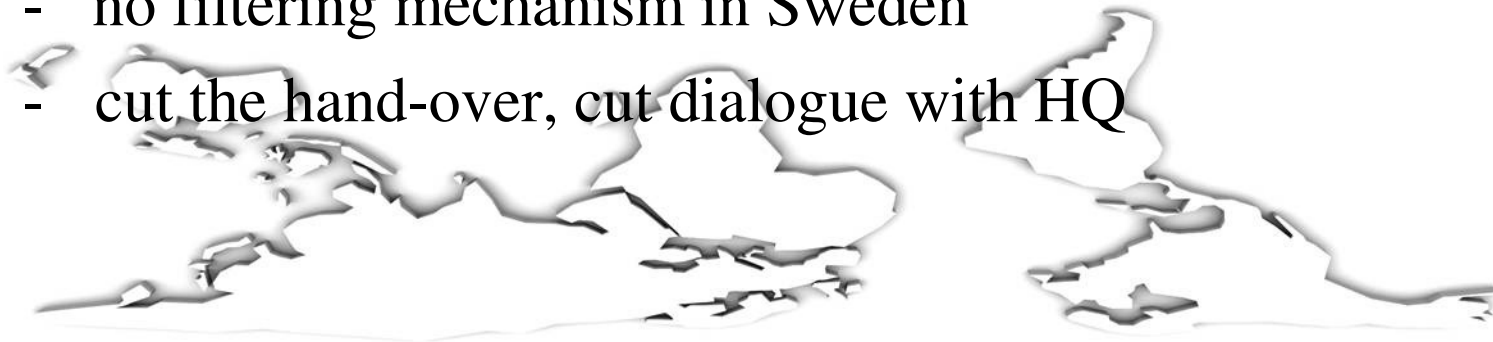 - no filtering mechanism in Sweden
- cut the hand-over, cut dialogue with HQ